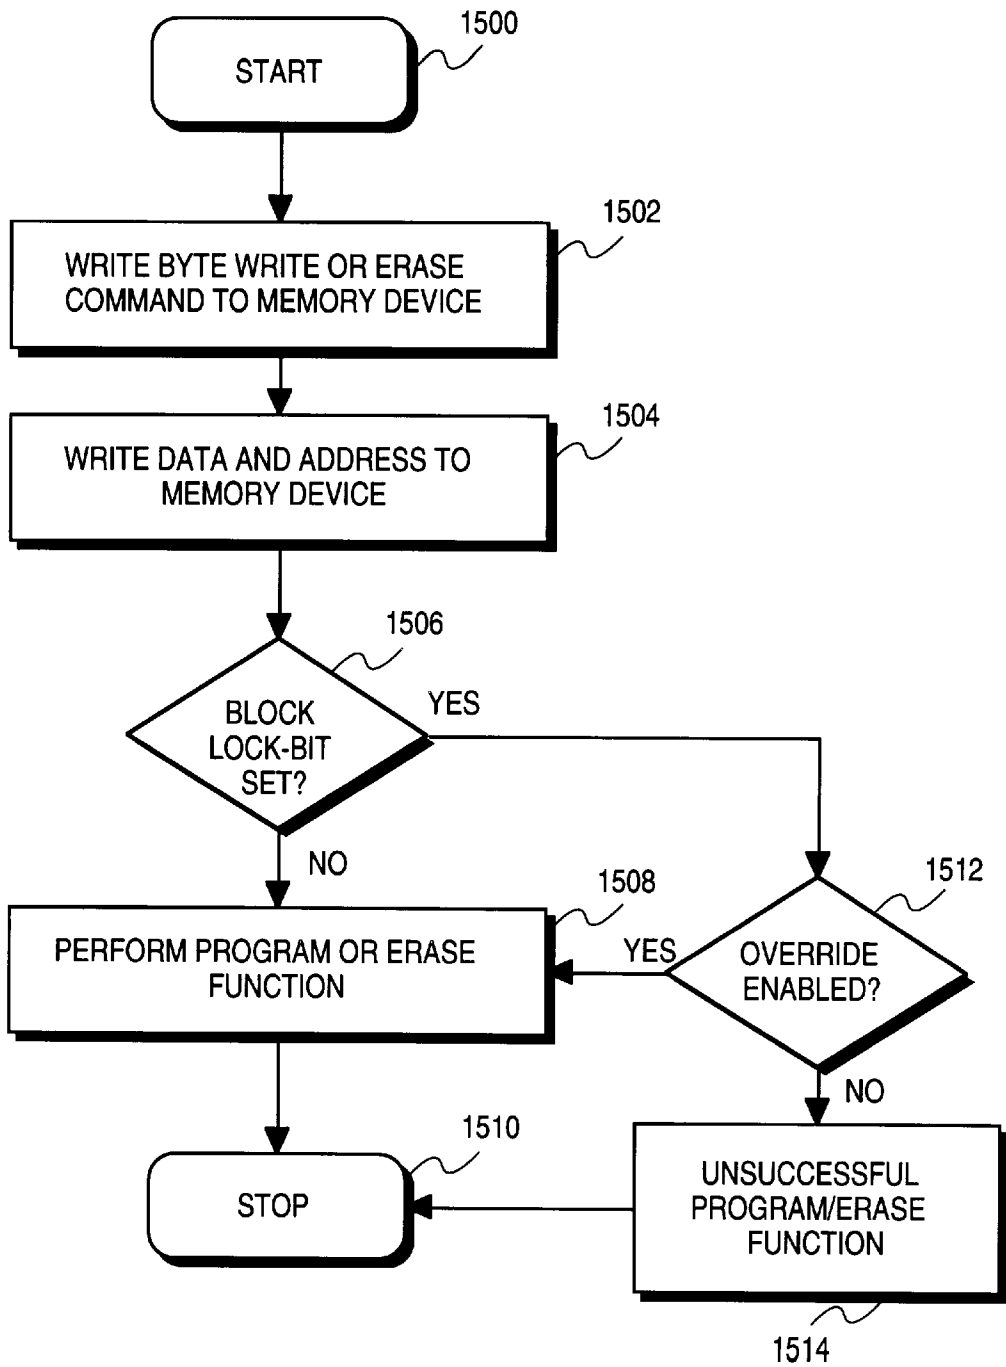 1500
START
1502
WRITE BYTE WRITE OR ERASE
COMMAND TO MEMORY DEVICE
1504
WRITE DATA AND ADDRESS TO
MEMORY DEVICE
1506
BLOCK
LOCK-BIT
SET?
YES
NO
1508
PERFORM PROGRAM OR ERASE
FUNCTION
1512
OVERRIDE
ENABLED?
YES
NO
1510
STOP
UNSUCCESSFUL
PROGRAM/ERASE
FUNCTION
1514